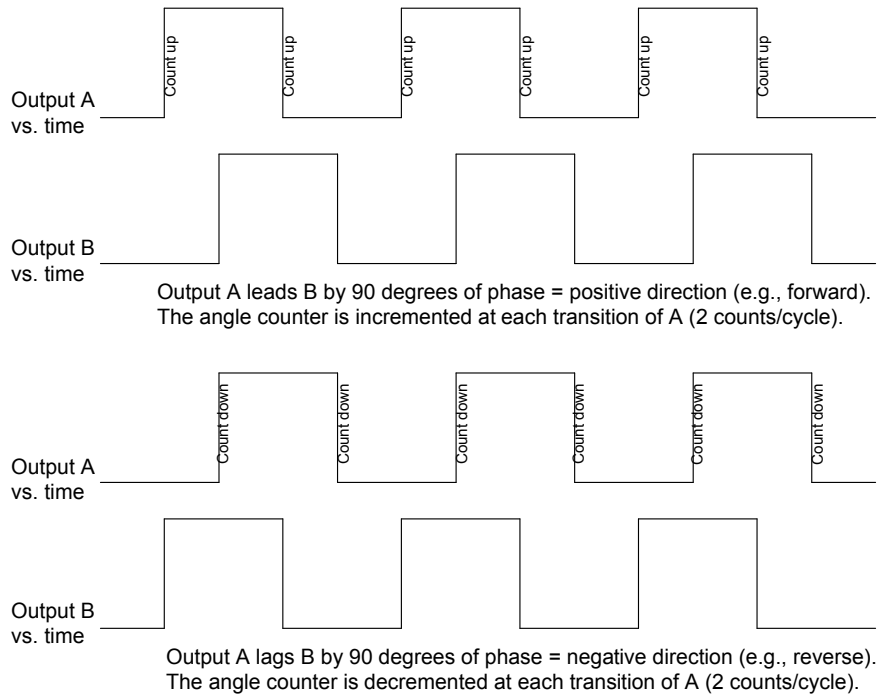 Count up
Count up
Count up
Count up
Count up
Count up
Output A
vs. time
Output B
vs. time
Output A leads B by 90 degrees of phase = positive direction (e.g., forward).
The angle counter is incremented at each transition of A (2 counts/cycle).
Count down
Count down
Count down
Count down
Count down
Count down
Output A
vs. time
Output B
vs. time
Output A lags B by 90 degrees of phase = negative direction (e.g., reverse).
The angle counter is decremented at each transition of A (2 counts/cycle).